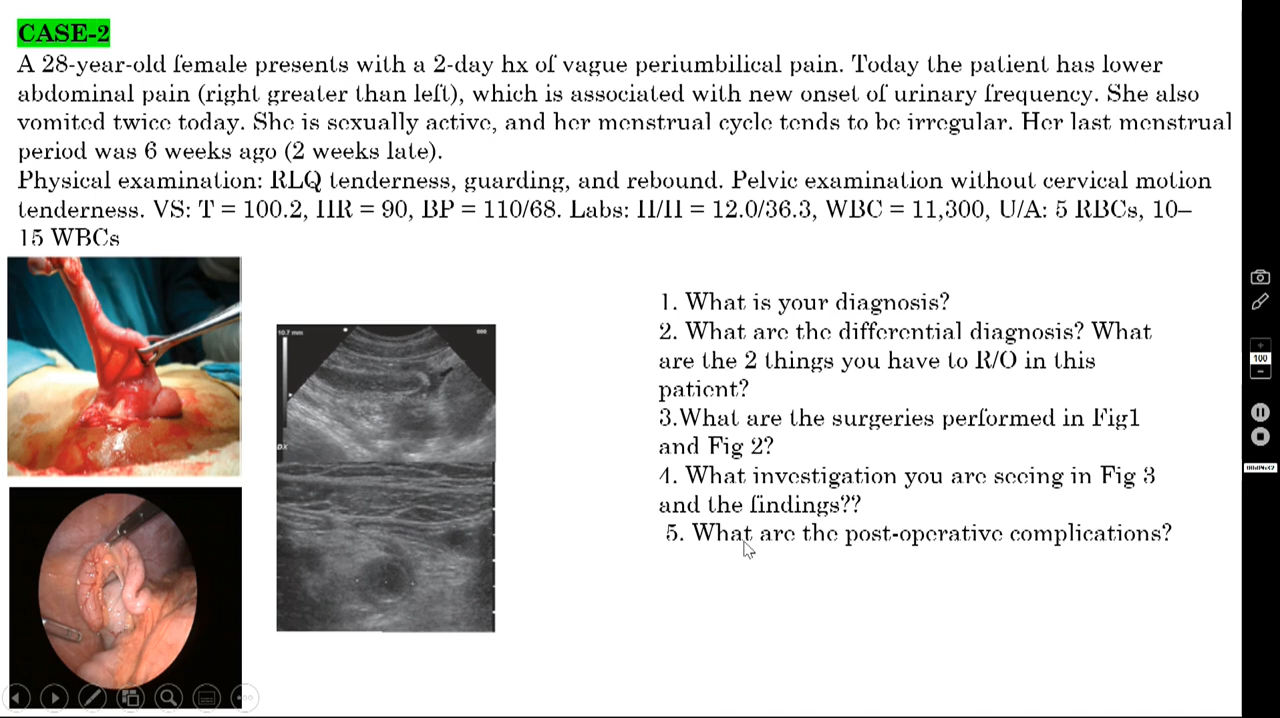 CASE-2
A 28-year-old female presents with a 2-day hx of vague periumbilical pain. Today the patient has lower
abdominal pain (right greater than left), which is associated with new onset of urinary frequency. She also
vomited twice today. She is sexually active, and her menstrual cycle tends to be irregular. Her last menstrual
period was 6 weeks ago (2 weeks late).
Physical examination: RLQ tenderness, guarding, and rebound. Pelvic examination without cervical motion
tenderness. VS: T = 100.2, HR = 90, BP = 110/68. Labs: H/H = 12.0/36.3, WBC = 11,300, U/A: 5 RBCs, 10–
15 WBCs
10.7 mm
DX
1. What is your diagnosis?
2. What are the differential diagnosis? What
are the 2 things you have to R/O in this
patient?
3.What are the surgeries performed in Fig1
and Fig 2?
4. What investigation you are seeing in Fig 3
and the findings??
5. What are the post-operative complications?
100